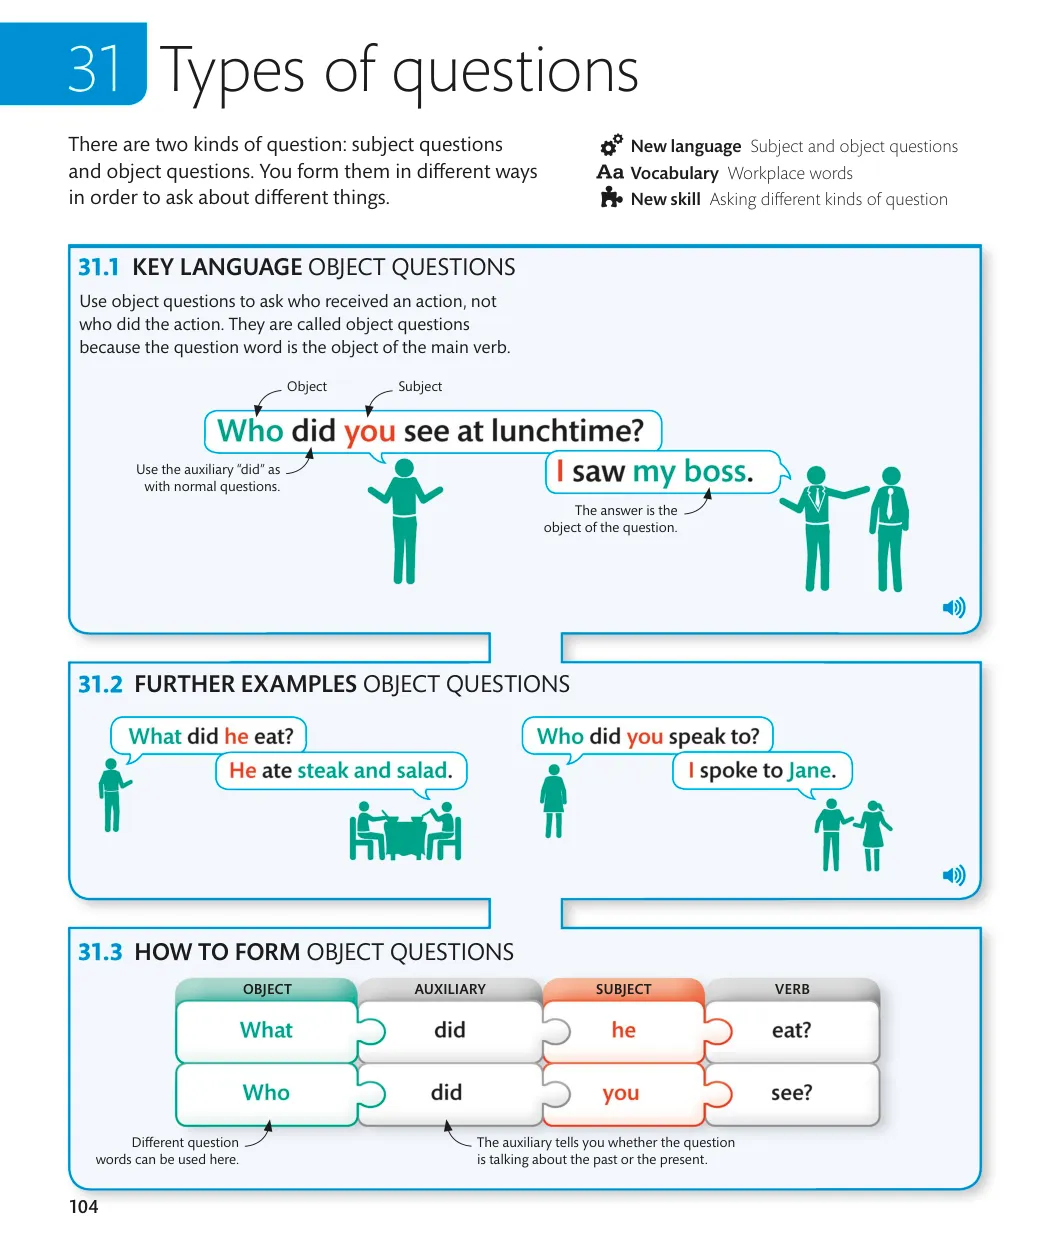 31 Types of questions
There are two kinds of question: subject questions
and object questions. You form them in different ways
in order to ask about different things.
New language Subject and object questions
Aa Vocabulary Workplace words
New skill Asking different kinds of question
31.1 KEY LANGUAGE OBJECT QUESTIONS
Use object questions to ask who received an action, not
who did the action. They are called object questions
because the question word is the object of the main verb.
Object
Subject
Who did you see at lunchtime?
Use the auxiliary “did” as
with normal questions.
I saw my boss.
The answer is the
object of the question.
31.2 FURTHER EXAMPLES OBJECT QUESTIONS
What did he eat?
He ate steak and salad.
Who did you speak to?
I spoke to Jane.
31.3 HOW TO FORM OBJECT QUESTIONS
OBJECT AUXILIARY SUBJECT VERB
What did he eat?
Who did you see?
Different question
words can be used here.
The auxiliary tells you whether the question
is talking about the past or the present.
104